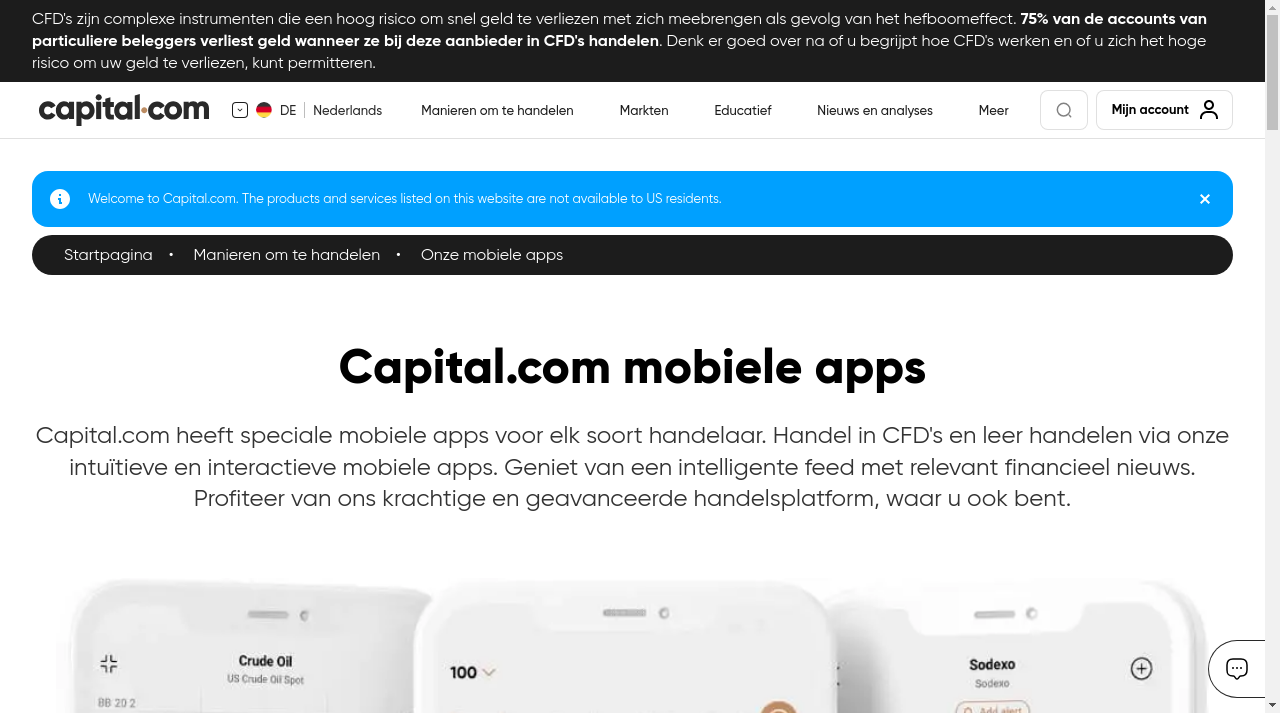 CFD's zijn complexe instrumenten die een hoog risico om snel geld te verliezen met zich meebrengen als gevolg van het hefboomeffect. 75% van de accounts van
particuliere beleggers verliest geld wanneer ze bij deze aanbieder in CFD's handelen. Denk er goed over na of u begrijpt hoe CFD's werken en of u zich het hoge
risico om uw geld te verliezen, kunt permitteren.
capital.com DE Nederlands Manieren om te handelen Markten Educatief Nieuws en analyses Meer Mijn account
Welcome to Capital.com. The products and services listed on this website are not available to US residents.
Startpagina • Manieren om te handelen • Onze mobiele apps
Capital.com mobiele apps
Capital.com heeft speciale mobiele apps voor elk soort handelaar. Handel in CFD's en leer handelen via onze
intuïtieve en interactieve mobiele apps. Geniet van een intelligente feed met relevant financieel nieuws.
Profiteer van ons krachtige en geavanceerde handelsplatform, waar u ook bent.
Crude Oil
US Crude Oil Spot
BB 20 2
100
Sodexo
Sodexo
Add alert